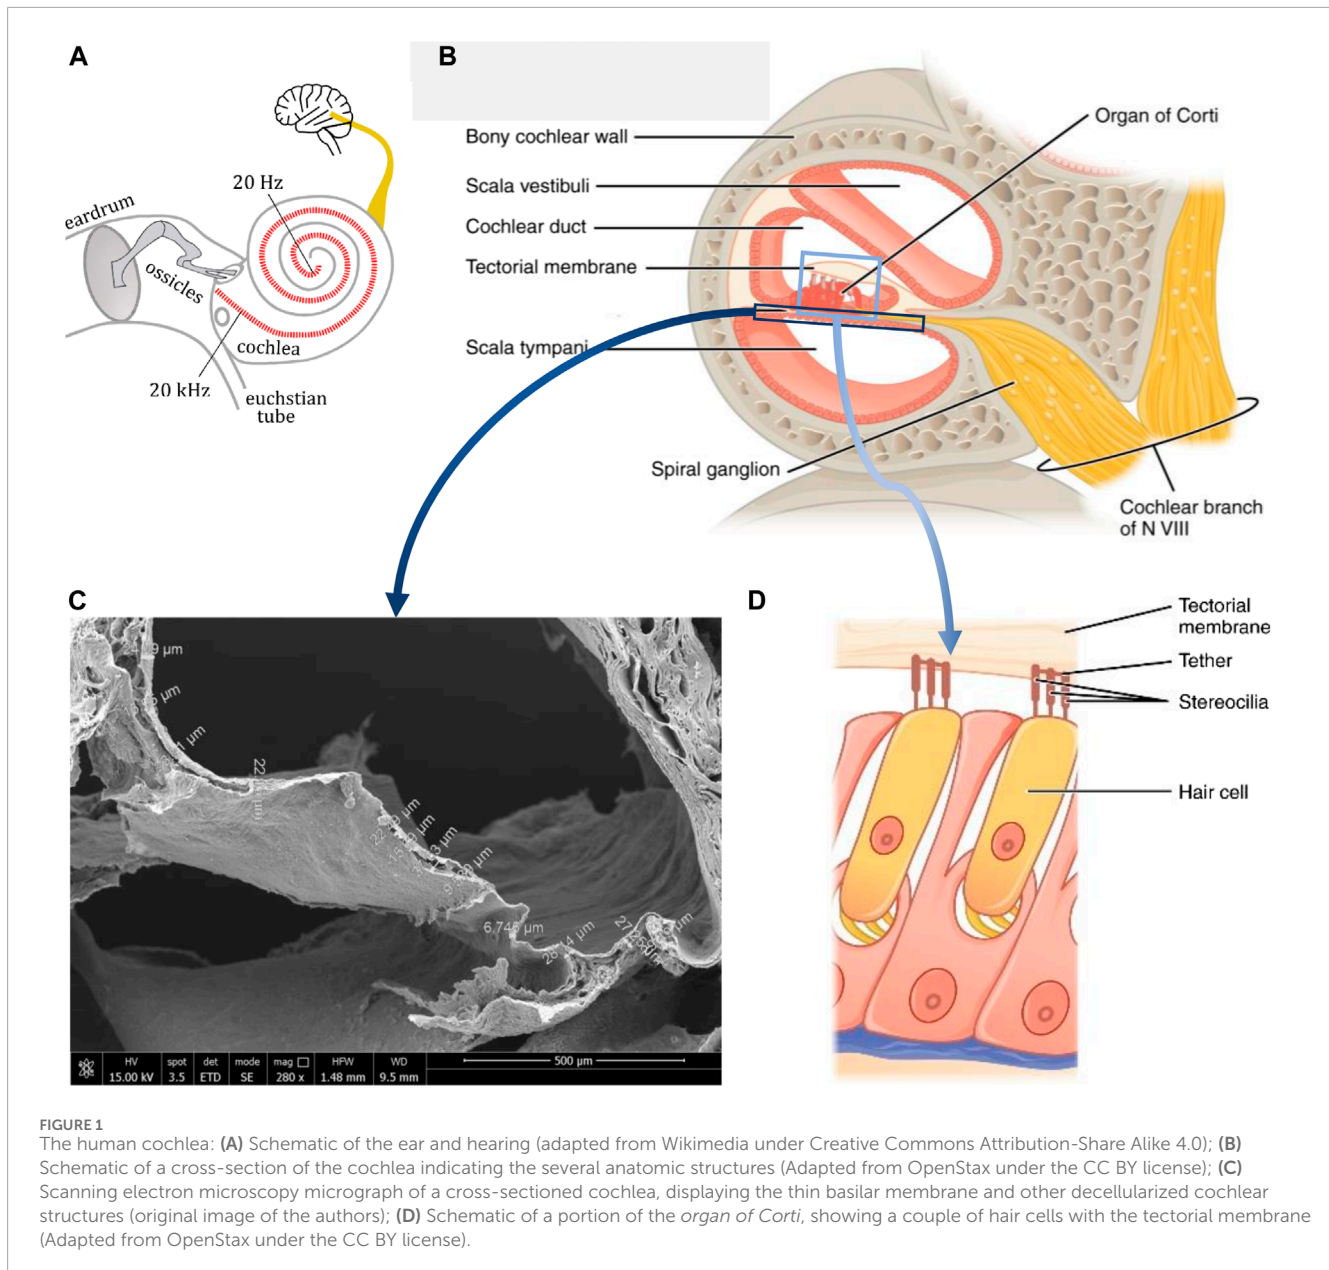 A
20 Hz
eardrum
ossicles
cochlea
20 kHz
euchstian
tube
B
Bony cochlear wall
Scala vestibuli
Cochlear duct
Tectorial membrane
Scala tympani
Organ of Corti
Spiral ganglion
Cochlear branch
of N VIII
C
6,746 µm
HV
15.00 kV
spot
3.5
det
ETD
mode
SE
mag
280 x
HFW
1.48 mm
WD
9.5 mm
500 µm
D
Tectorial
membrane
Tether
Stereocilia
Hair cell
FIGURE 1
The human cochlea: (A) Schematic of the ear and hearing (adapted from Wikimedia under Creative Commons Attribution-Share Alike 4.0); (B)
Schematic of a cross-section of the cochlea indicating the several anatomic structures (Adapted from OpenStax under the CC BY license); (C)
Scanning electron microscopy micrograph of a cross-sectioned cochlea, displaying the thin basilar membrane and other decellularized cochlear
structures (original image of the authors); (D) Schematic of a portion of the organ of Corti, showing a couple of hair cells with the tectorial membrane
(Adapted from OpenStax under the CC BY license).